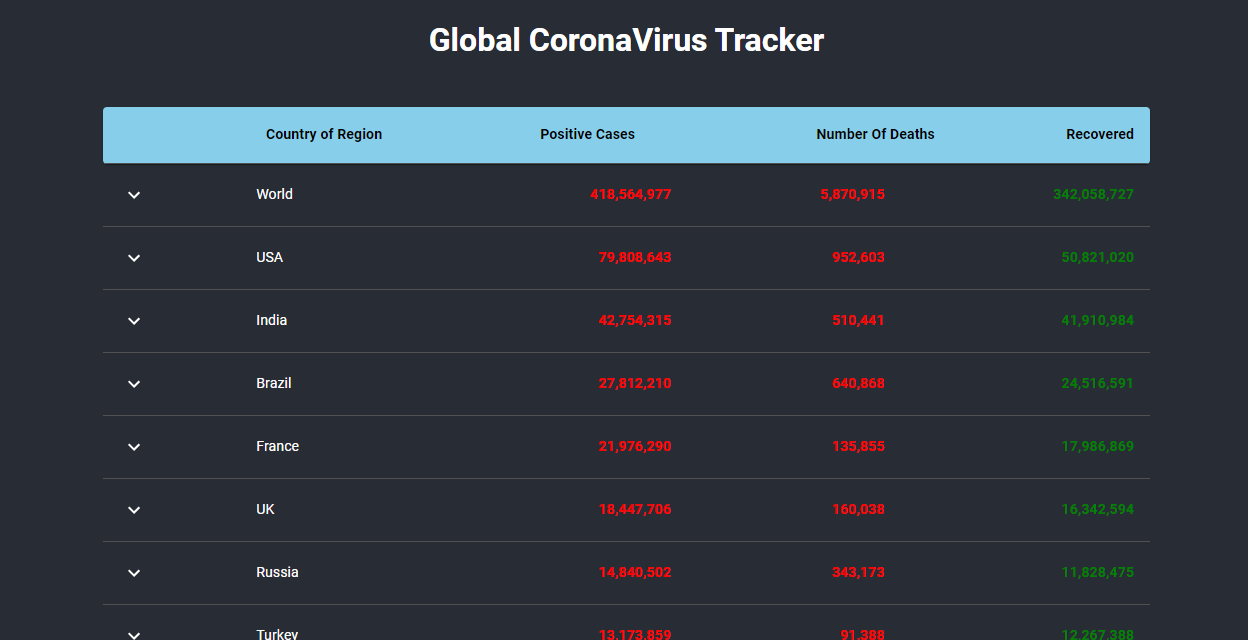 Global CoronaVirus Tracker
Country of Region Positive Cases Number Of Deaths Recovered
World 418,564,977 5,870,915 342,058,727
USA 79,808,643 952,603 50,821,020
India 42,754,315 510,441 41,910,984
Brazil 27,812,210 640,868 24,516,591
France 21,976,290 135,855 17,986,869
UK 18,447,706 160,038 16,342,594
Russia 14,840,502 343,173 11,828,475
Turkey 13,173,859 91,388 12,267,388